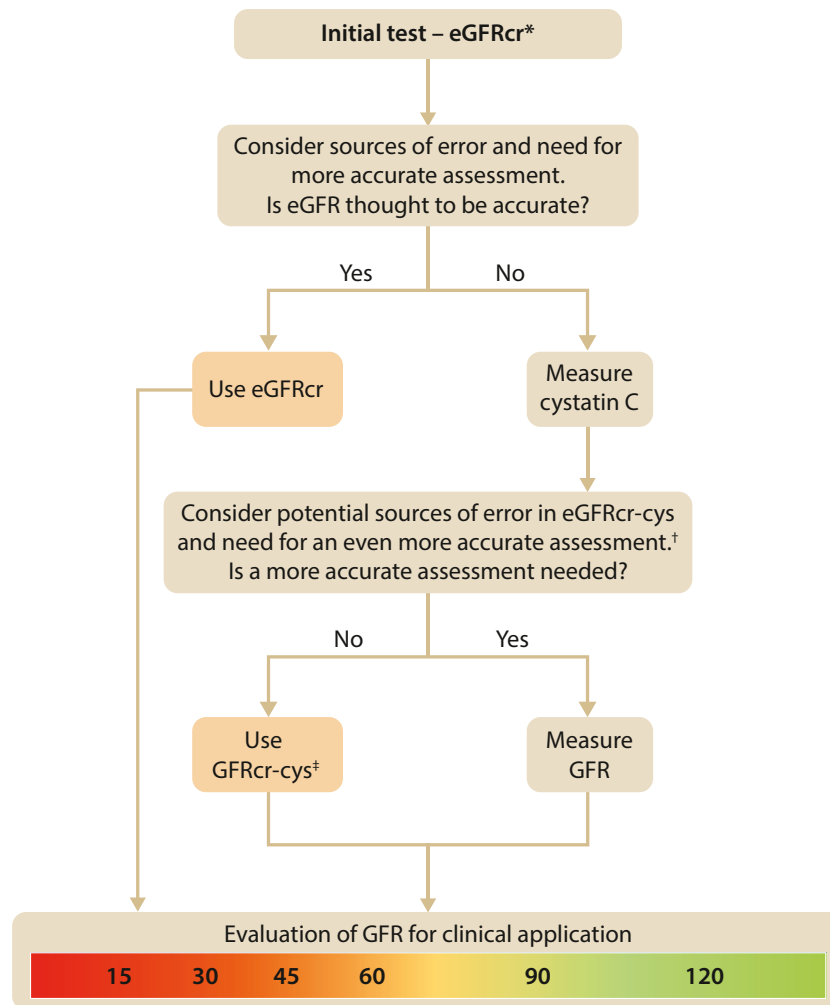 Initial test – eGFRcr*
Consider sources of error and need for
more accurate assessment.
Is eGFR thought to be accurate?
Yes
No
Use eGFRcr
Measure
cystatin C
Consider potential sources of error in eGFRcr-cys
and need for an even more accurate assessment.†
Is a more accurate assessment needed?
No
Yes
Use
GFRcr-cys‡
Measure
GFR
Evaluation of GFR for clinical application
15 30 45 60 90 120